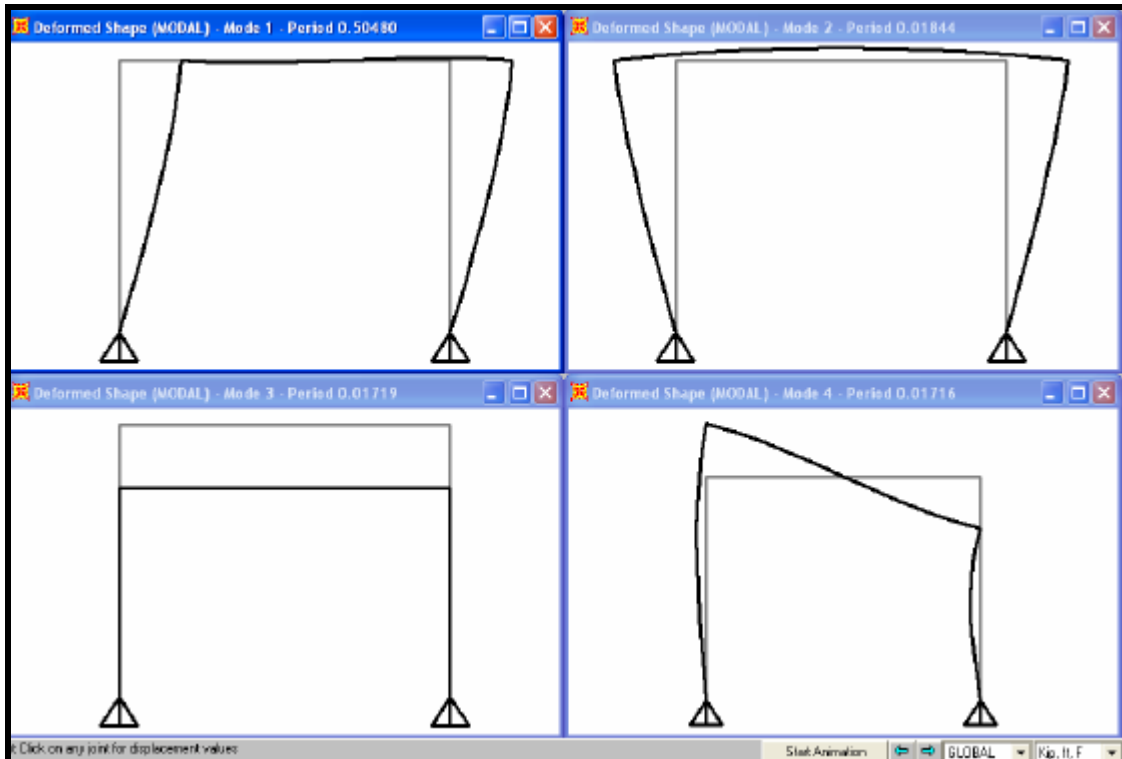 Deformed Shape (MODAL) - Mode 1 - Period 0.50480
Deformed Shape (MODAL) - Mode 2 - Period 0.01844
Deformed Shape (MODAL) - Mode 3 - Period 0.01719
Deformed Shape (MODAL) - Mode 4 - Period 0.01716
Click on any joint for displacement values
Start Animation
GLOBAL
Kip, ft, F